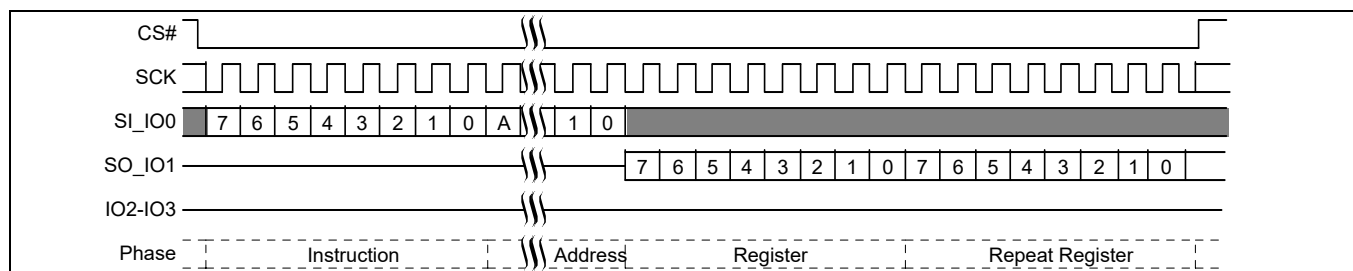 CS#
SCK
SI_IO0 7 6 5 4 3 2 1 0 A 1 0
SO_IO1 7 6 5 4 3 2 1 0 7 6 5 4 3 2 1 0
IO2-IO3
Phase Instruction Address Register Repeat Register